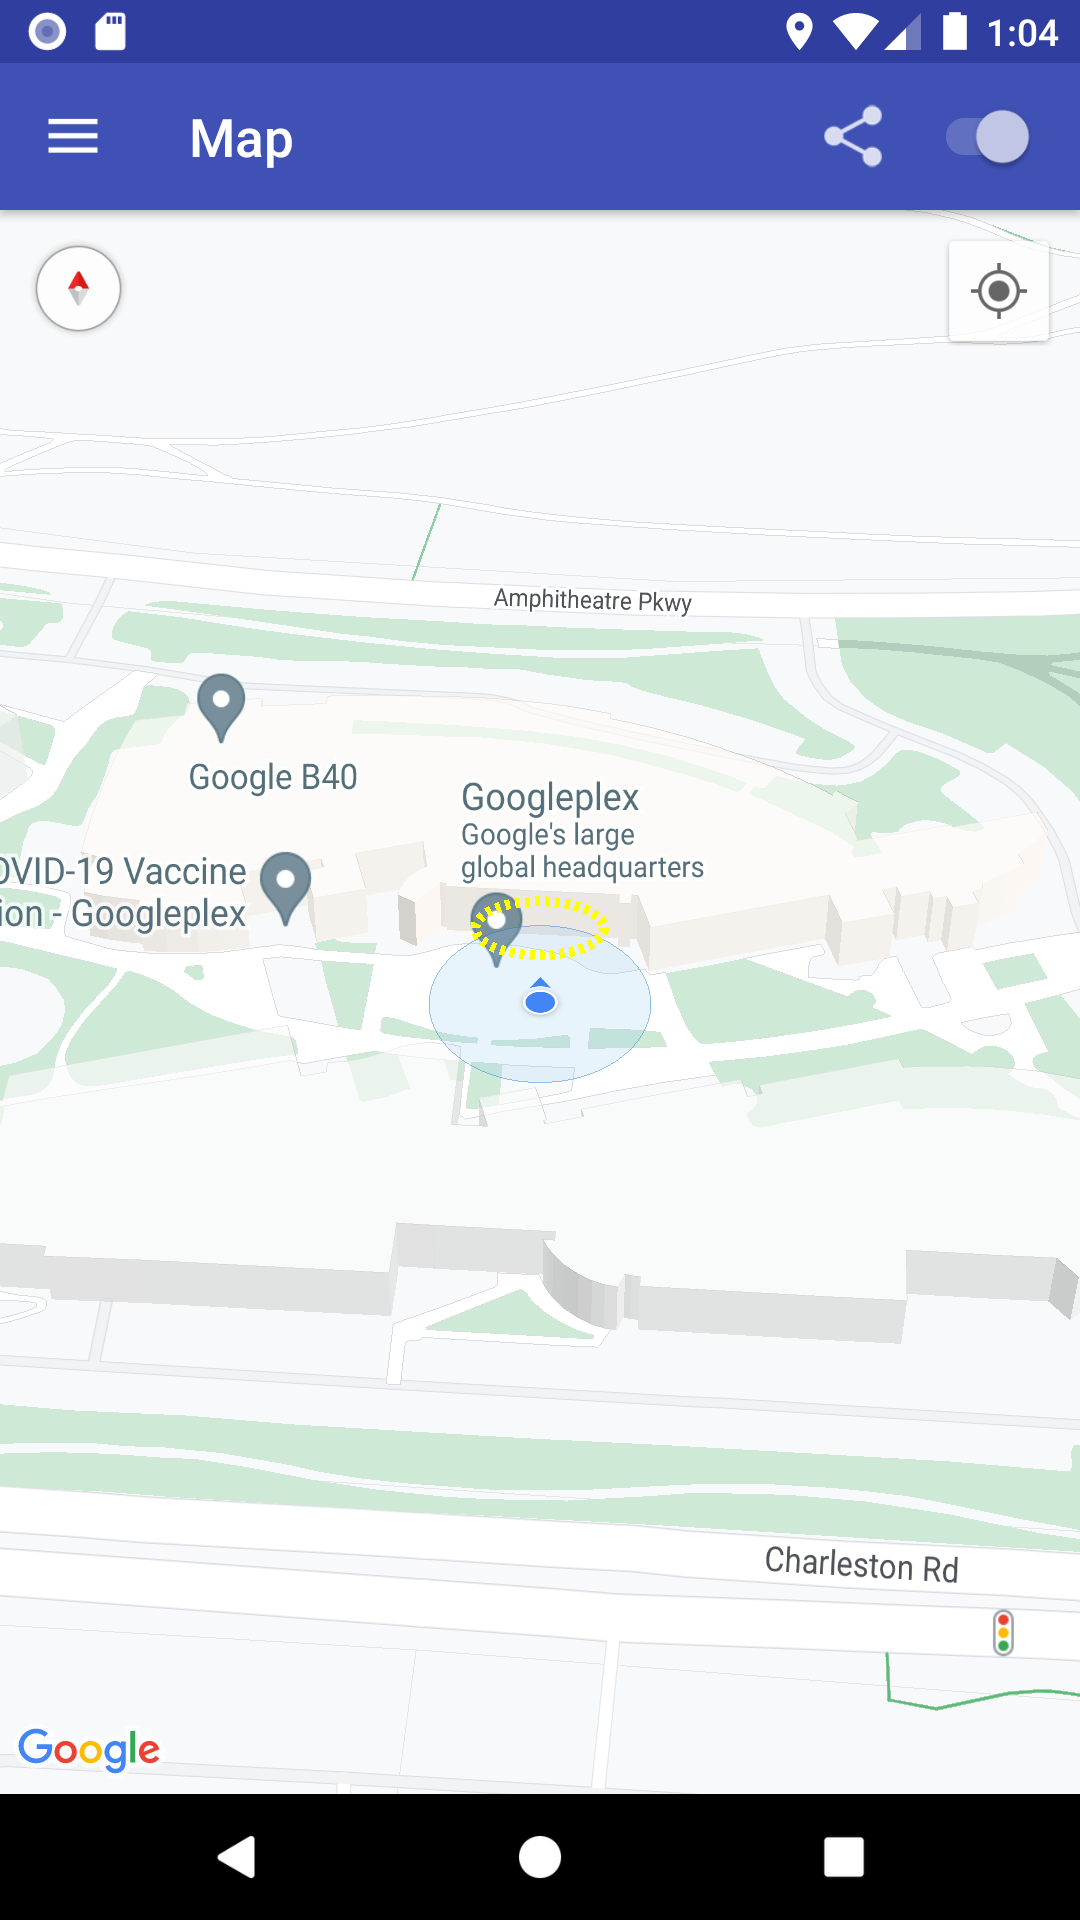 1:04
Map
Amphitheatre Pkwy
Google B40
Googleplex
Google's large
global headquarters
OVID-19 Vaccine
ion - Googleplex
Charleston Rd
Google